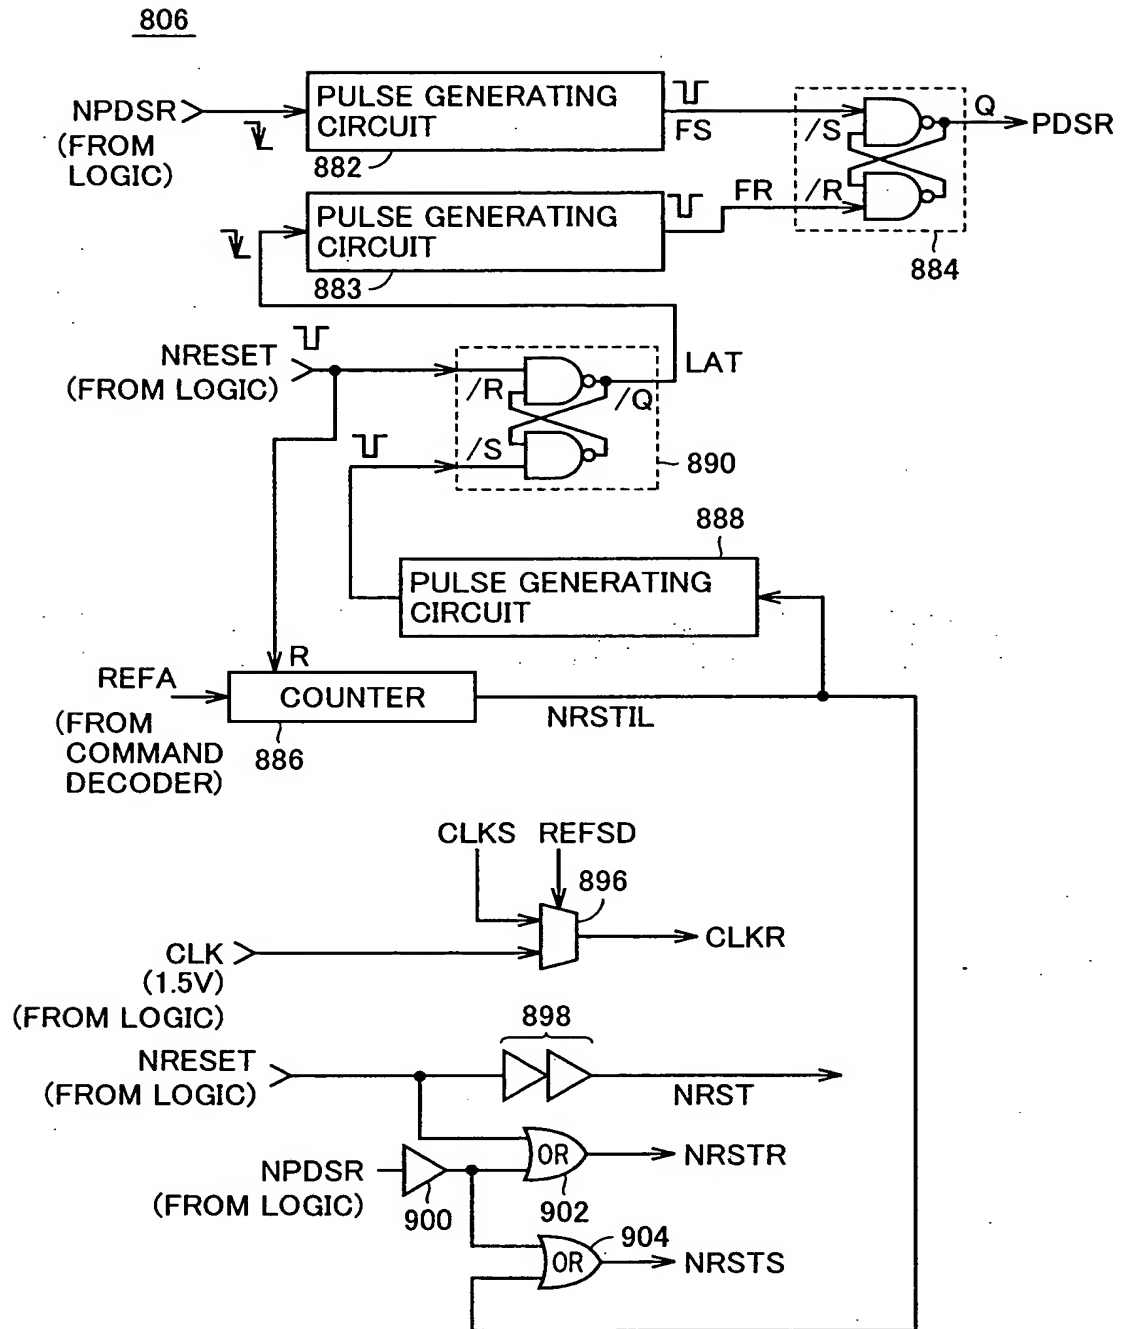 806
NPDSR
(FROM
LOGIC)
PULSE GENERATING
CIRCUIT
882
FS
/S
Q
PDSR
PULSE GENERATING
CIRCUIT
883
FR
/R
884
NRESET
(FROM LOGIC)
/R
/Q
LAT
/S
890
888
PULSE GENERATING
CIRCUIT
REFA
(FROM
COMMAND
DECODER)
R
COUNTER
886
NRSTIL
CLKS
REFSD
896
CLKR
CLK
(1.5V)
(FROM LOGIC)
898
NRESET
(FROM LOGIC)
NRST
OR
NRSTR
902
NPDSR
(FROM LOGIC)
900
904
OR
NRSTS